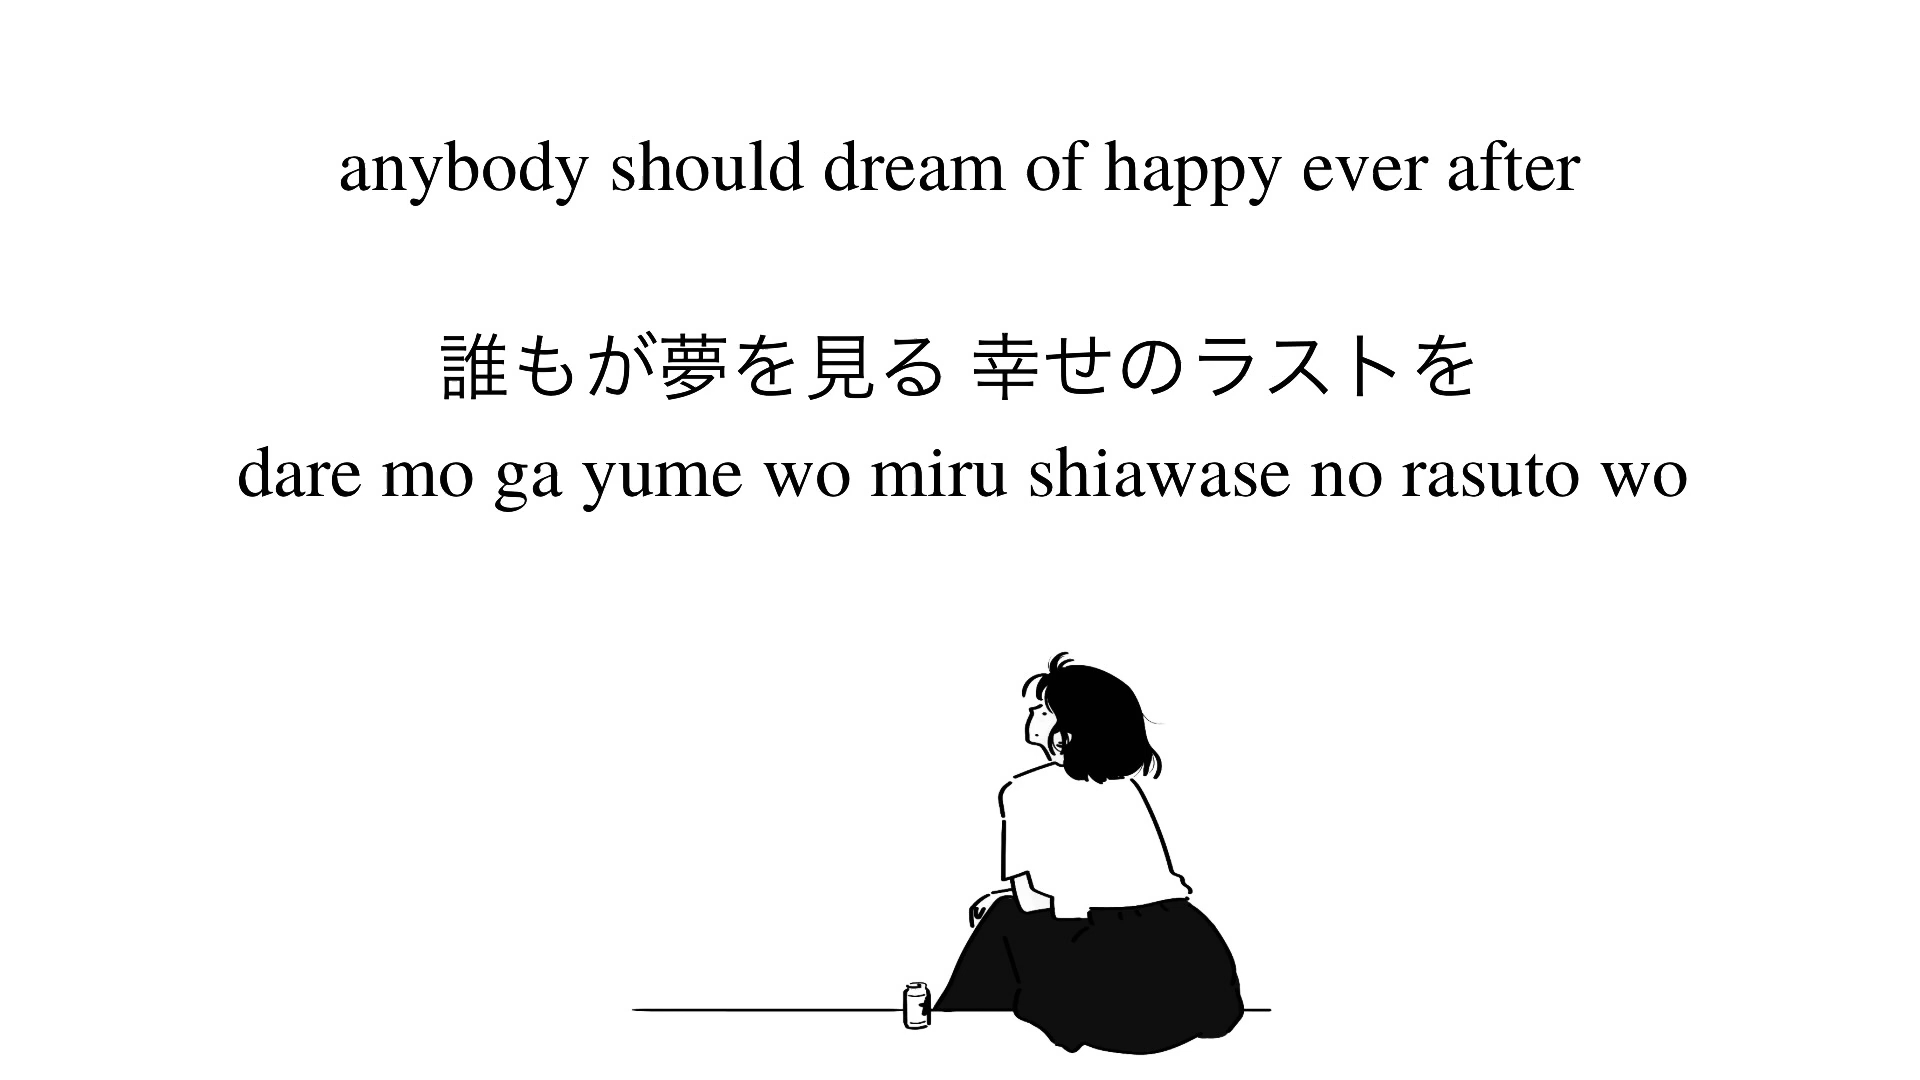 anybody should dream of happy ever after
誰もが夢を見る 幸せのラストを
dare mo ga yume wo miru shiawase no rasuto wo